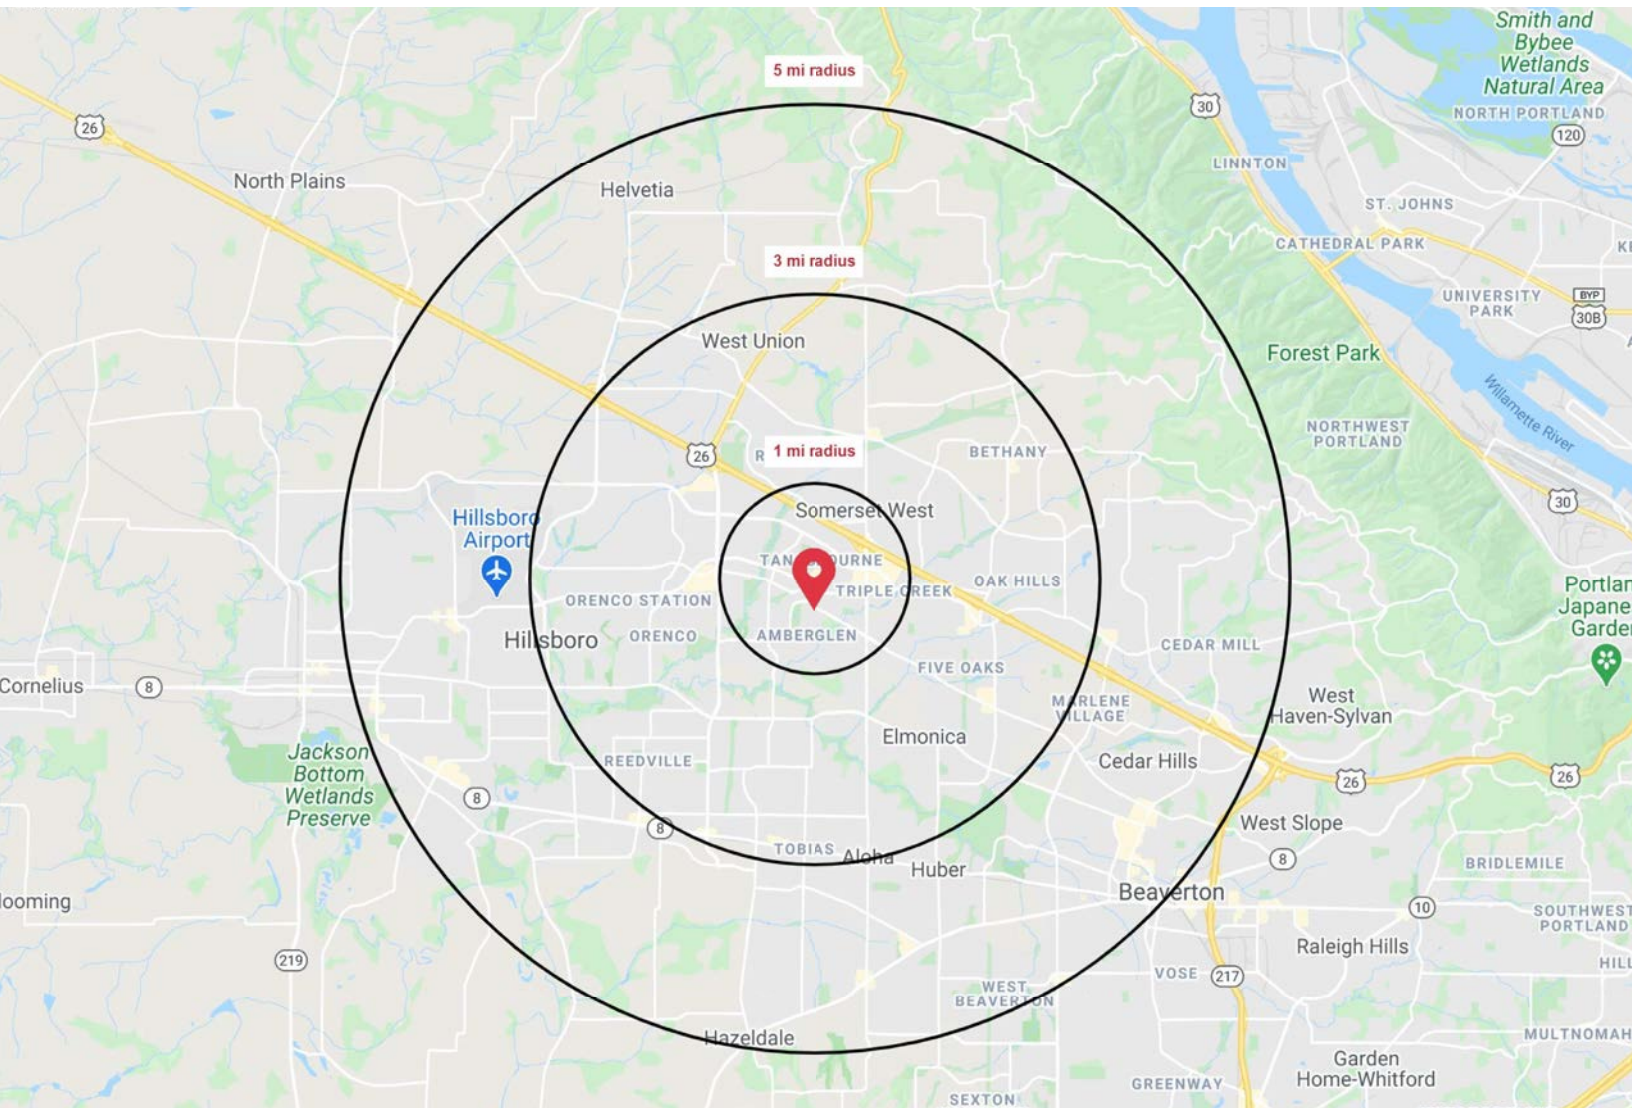 Smith and
Bybee
Wetlands
Natural Area
5 mi radius
30
NORTH PORTLAND
26
120
LINNTON
North Plains
Helvetia
ST. JOHNS
CATHEDRAL PARK
3 mi radius
UNIVERSITY
PARK
BYP
30B
West Union
Forest Park
Willamette River
NORTHWEST
PORTLAND
1 mi radius
BETHANY
26
30
Somerset West
Hillsboro
Airport
OAK HILLS
TRIPLE CREEK
ORENCO STATION
Portlan
Japane
Garde
Hillsboro
ORENCO
AMBERGLEN
CEDAR MILL
FIVE OAKS
Cornelius
8
MARLENE
VILLAGE
West
Haven-Sylvan
Elmonica
Jackson
Bottom
Wetlands
Preserve
REEDVILLE
Cedar Hills
26
26
8
8
West Slope
TOBIAS
Aloha
Huber
8
BRIDLEMILE
Beaverton
looming
10
SOUTHWEST
PORTLAND
Raleigh Hills
219
HILL
VOSE
217
WEST
BEAVERTON
Hazeldale
MULTNOMAH
Garden
Home-Whitford
GREENWAY
SEXTON